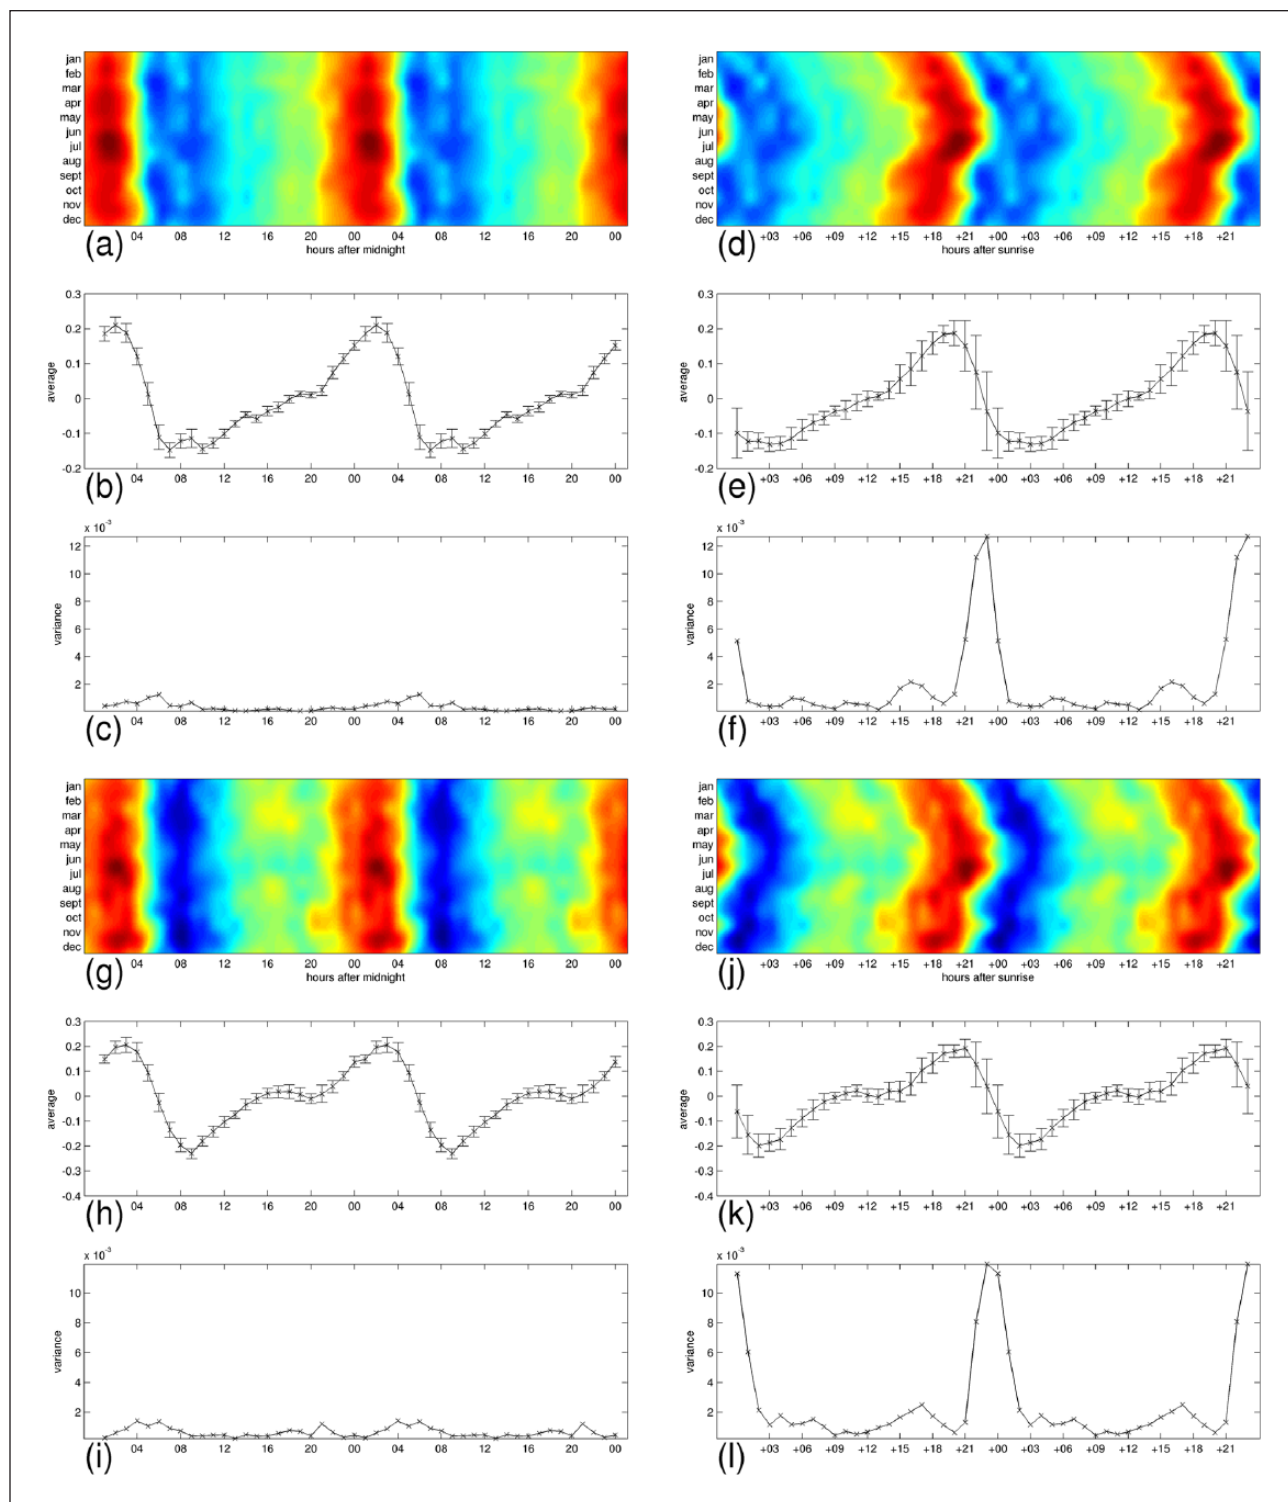 jan
feb
mar
apr
may
jun
jul
aug
sept
oct
nov
dec
(a)
04 08 12 16 20 00 04 08 12 16 20 00
hours after midnight
jan
feb
mar
apr
may
jun
jul
aug
sept
oct
nov
dec
(d)
+03 +06 +09 +12 +15 +18 +21 +00 +03 +06 +09 +12 +15 +18 +21
hours after sunrise
0.3
0.2
0.1
0
-0.1
-0.2
average
(b)
04 08 12 16 20 00 04 08 12 16 20 00
0.3
0.2
0.1
0
-0.1
-0.2
average
(e)
+03 +06 +09 +12 +15 +18 +21 +00 +03 +06 +09 +12 +15 +18 +21
x 10-3
12
10
8
6
4
2
variance
(c)
04 08 12 16 20 00 04 08 12 16 20 00
x 10-3
12
10
8
6
4
2
variance
(f)
+03 +06 +09 +12 +15 +18 +21 +00 +03 +06 +09 +12 +15 +18 +21
jan
feb
mar
apr
may
jun
jul
aug
sept
oct
nov
dec
(g)
04 08 12 16 20 00 04 08 12 16 20 00
hours after midnight
jan
feb
mar
apr
may
jun
jul
aug
sept
oct
nov
dec
(j)
+03 +06 +09 +12 +15 +18 +21 +00 +03 +06 +09 +12 +15 +18 +21
hours after sunrise
0.3
0.2
0.1
0
-0.1
-0.2
-0.3
-0.4
average
(h)
04 08 12 16 20 00 04 08 12 16 20 00
0.3
0.2
0.1
0
-0.1
-0.2
-0.3
-0.4
average
(k)
+03 +06 +09 +12 +15 +18 +21 +00 +03 +06 +09 +12 +15 +18 +21
x 10-3
10
8
6
4
2
variance
(i)
04 08 12 16 20 00 04 08 12 16 20 00
x 10-3
10
8
6
4
2
variance
(l)
+03 +06 +09 +12 +15 +18 +21 +00 +03 +06 +09 +12 +15 +18 +21